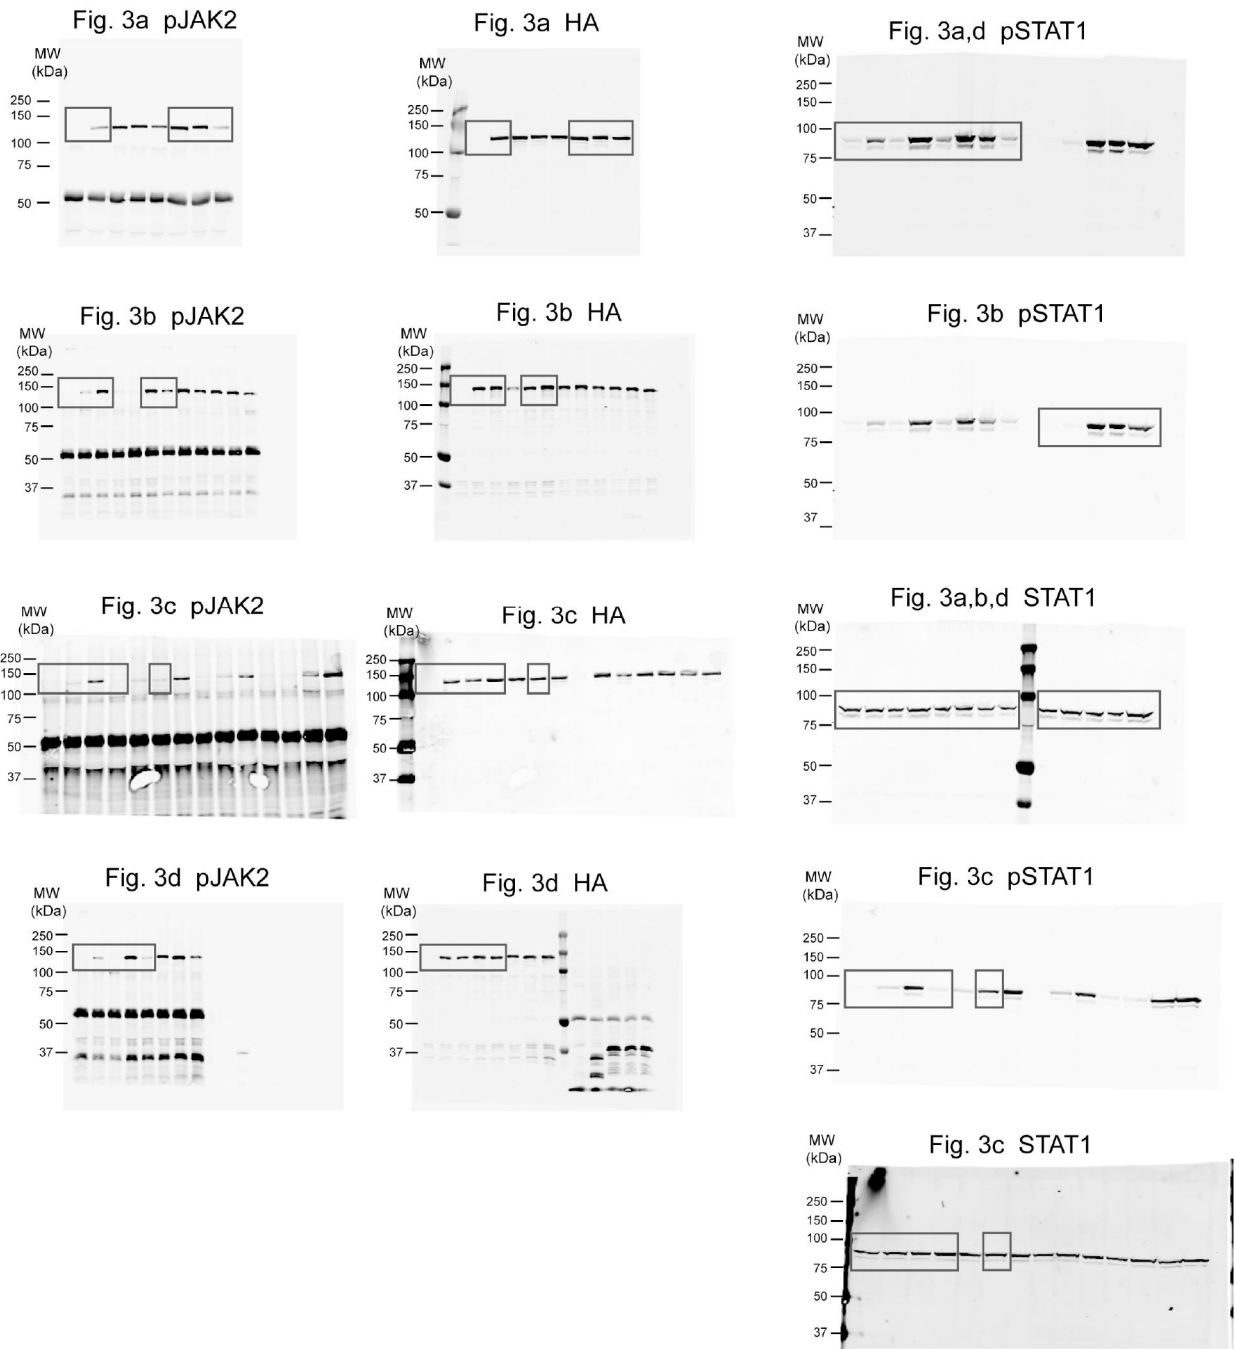 Fig. 3a pJAK2
MW
(kDa)
250
150
100
75
50
Fig. 3a HA
MW
(kDa)
250
150
100
75
50
Fig. 3a,d pSTAT1
MW
(kDa)
250
150
100
75
50
37
Fig. 3b pJAK2
MW
(kDa)
250
150
100
75
50
37
Fig. 3b HA
MW
(kDa)
250
150
100
75
50
37
Fig. 3b pSTAT1
MW
(kDa)
250
150
100
75
50
37
Fig. 3c pJAK2
MW
(kDa)
250
150
100
75
50
37
Fig. 3c HA
MW
(kDa)
250
150
100
75
50
37
Fig. 3a,b,d STAT1
MW
(kDa)
250
150
100
75
50
37
Fig. 3d pJAK2
MW
(kDa)
250
150
100
75
50
37
Fig. 3d HA
MW
(kDa)
250
150
100
75
50
37
Fig. 3c pSTAT1
MW
(kDa)
250
150
100
75
50
37
Fig. 3c STAT1
MW
(kDa)
250
150
100
75
50
37